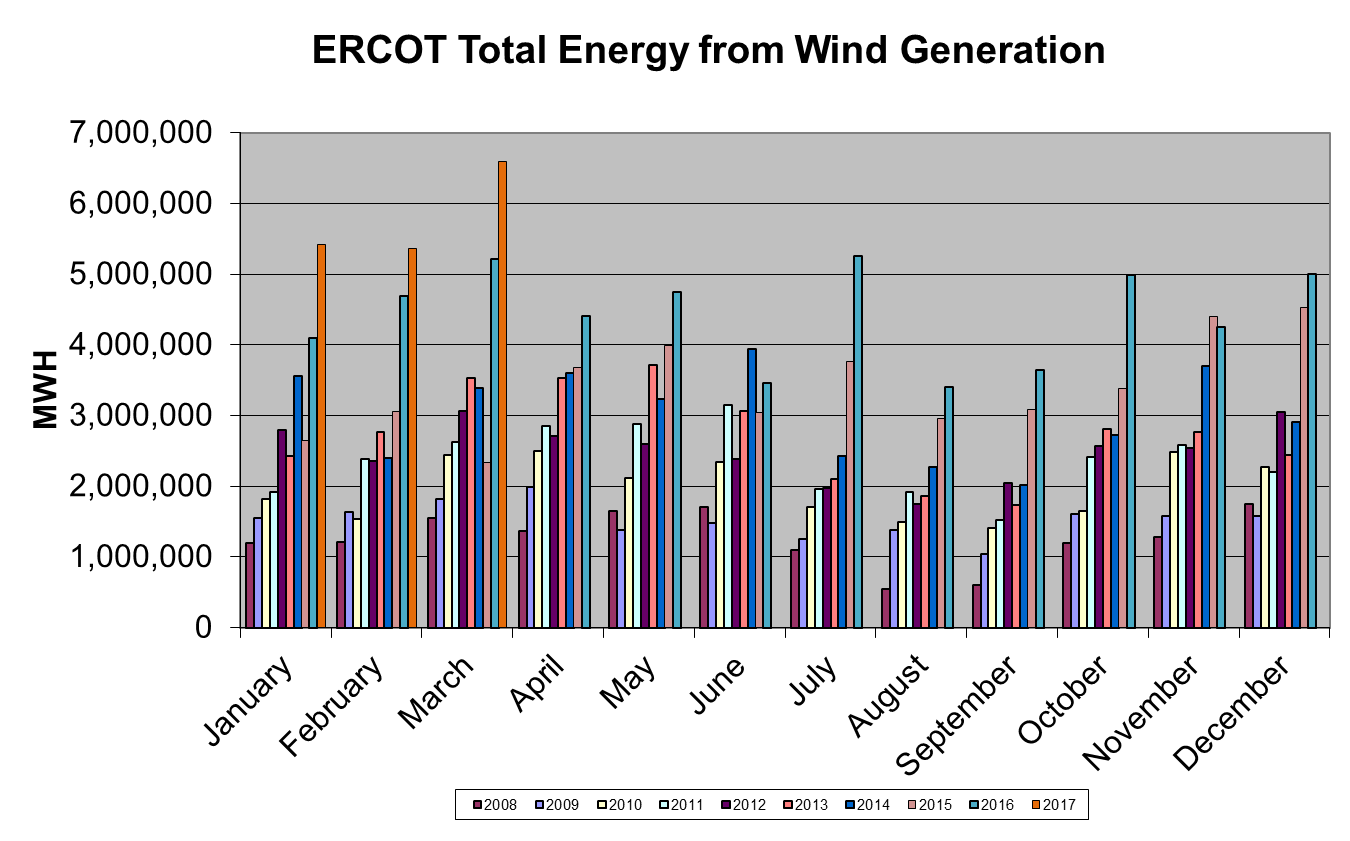 ERCOT Total Energy from Wind Generation
7,000,000
6,000,000
5,000,000
4,000,000
3,000,000
2,000,000
1,000,000
0
MWH
January February March April May June July August September October November December
2008 2009 2010 2011 2012 2013 2014 2015 2016 2017